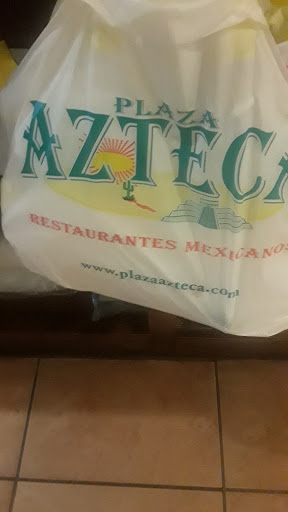 PLAZA
AZTECA
RESTAURANTES MEXICANOS
www.plazaazteca.com